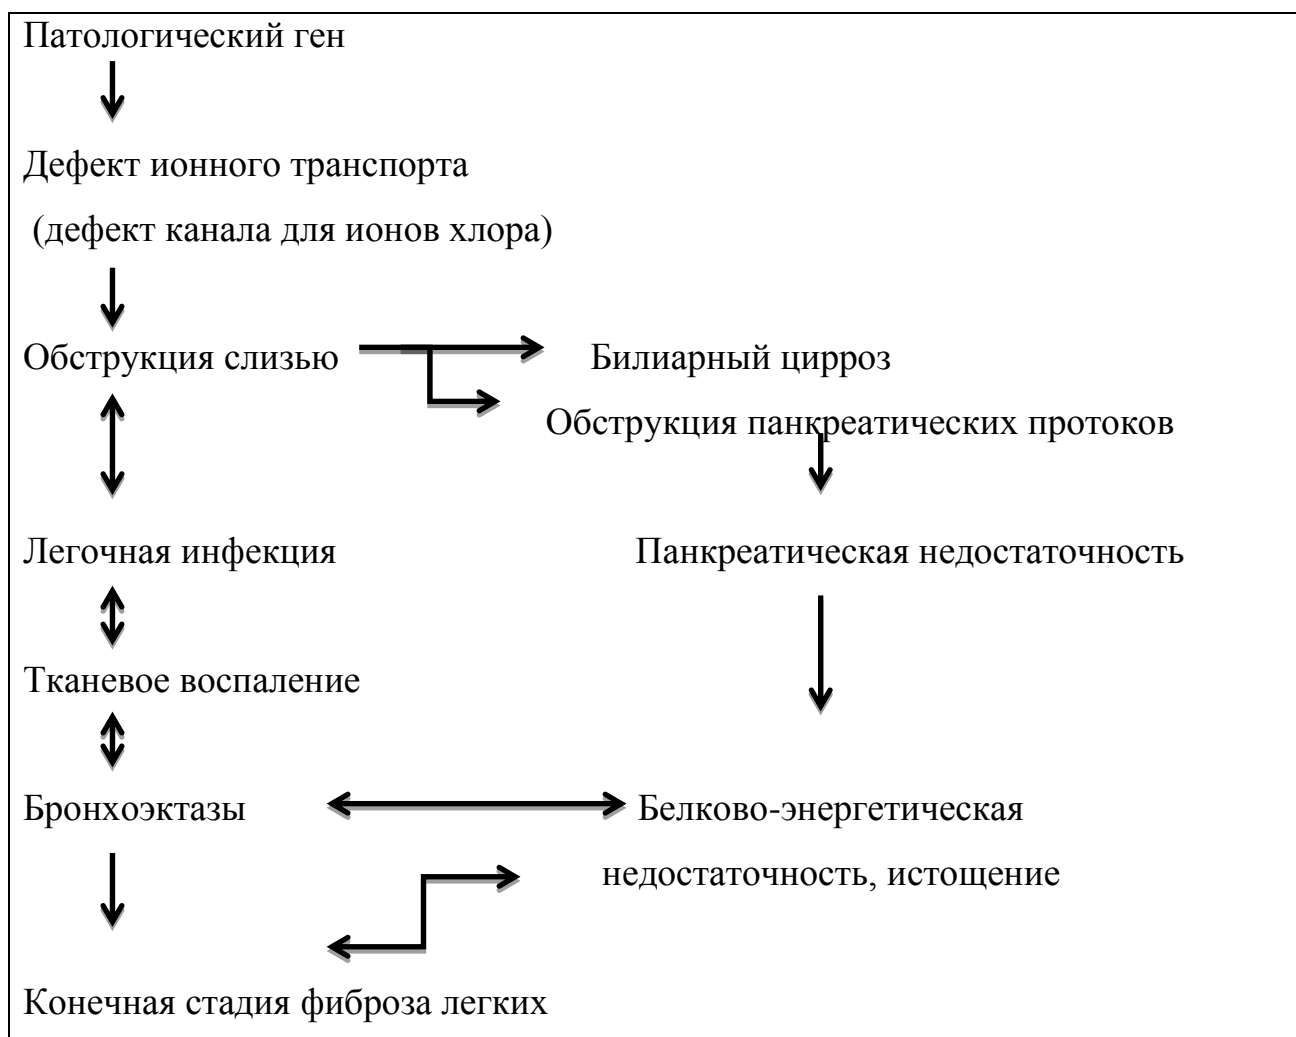 Патологический ген
Дефект ионного транспорта
(дефект канала для ионов хлора)
Обструкция слизью
Билиарный цирроз
Обструкция панкреатических протоков
Легочная инфекция
Панкреатическая недостаточность
Тканевое воспаление
Бронхоэктазы
Белково-энергетическая
недостаточность, истощение
Конечная стадия фиброза легких